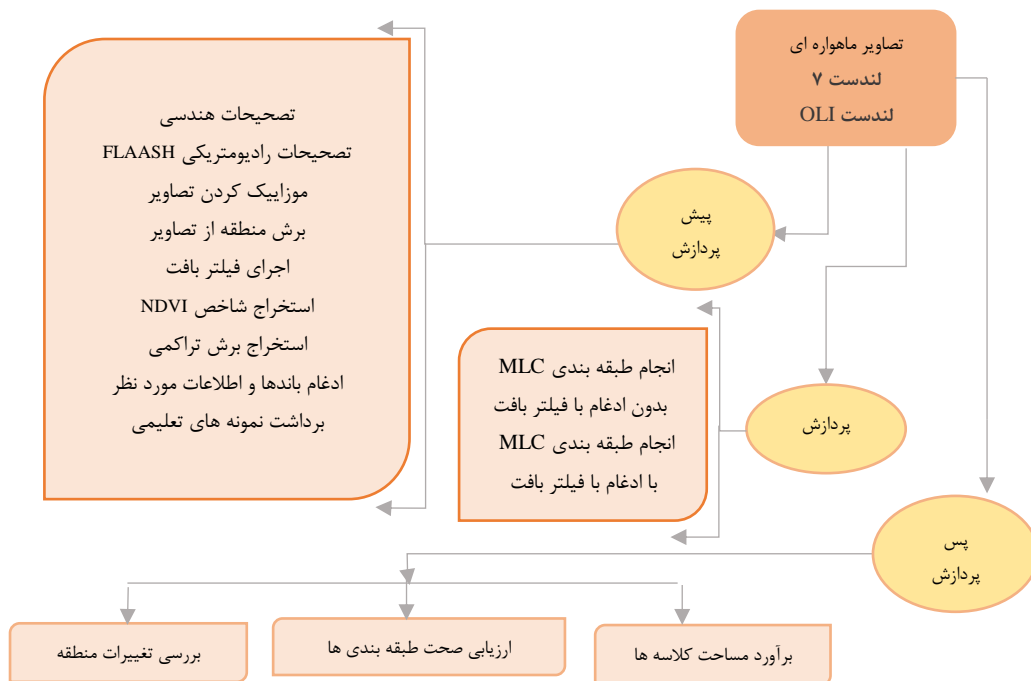 تصاویر ماهواره ای
لندست ۷
لندست OLI
پیش
پردازش
تصحیحات هندسی
تصحیحات رادیومتریکی FLAASH
موزاییک کردن تصاویر
برش منطقه از تصاویر
اجرای فیلتر بافت
استخراج شاخص NDVI
استخراج برش تراکمی
ادغام باندها و اطلاعات مورد نظر
برداشت نمونه های تعلیمی
پردازش
انجام طبقه بندی MLC
بدون ادغام با فیلتر بافت
انجام طبقه بندی MLC
با ادغام با فیلتر بافت
پس
پردازش
برآورد مساحت کلاسه ها
ارزیابی صحت طبقه بندی ها
بررسی تغییرات منطقه